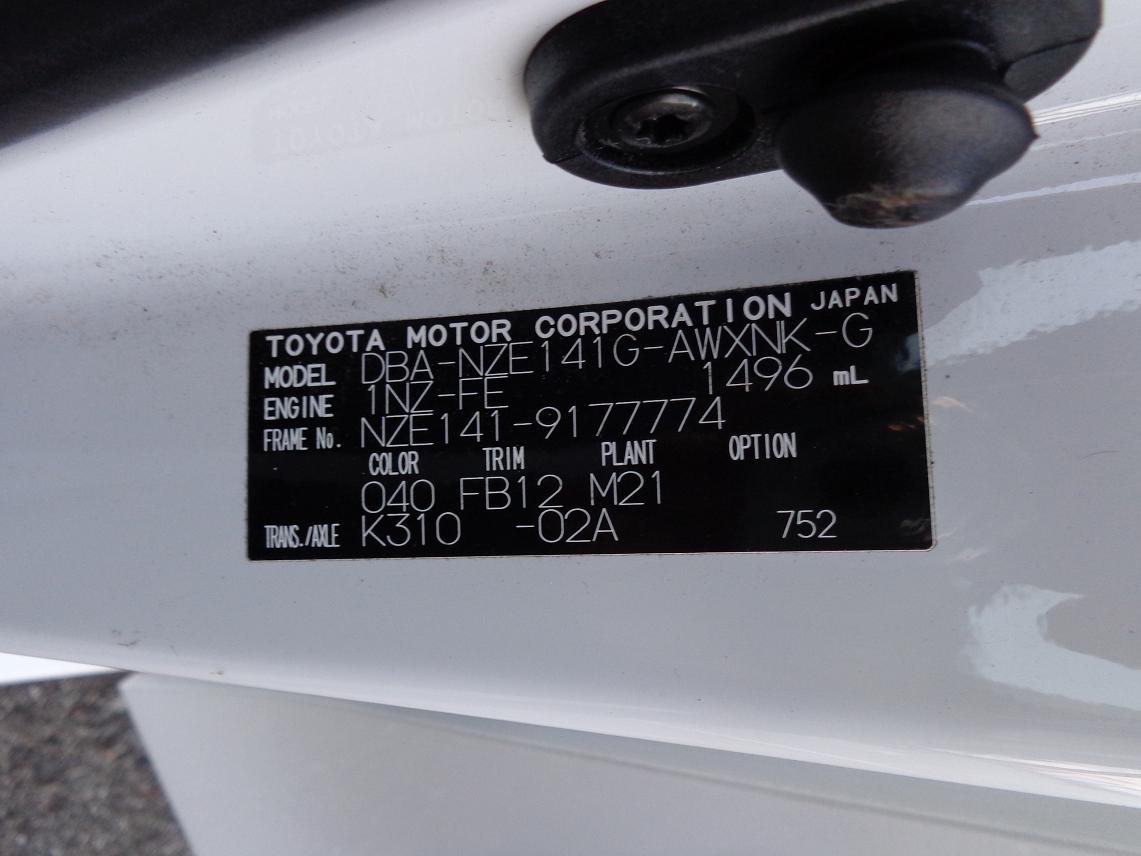 TOYOTA MOTOR CORPORATION JAPAN
MODEL DBA-NZE141G-AWXNK-G
ENGINE 1NZ-FE 1496 mL
FRAME No. NZE141-9177774
COLOR TRIM PLANT OPTION
040 FB12 M21
TRANS./AXLE K310 -02A 752